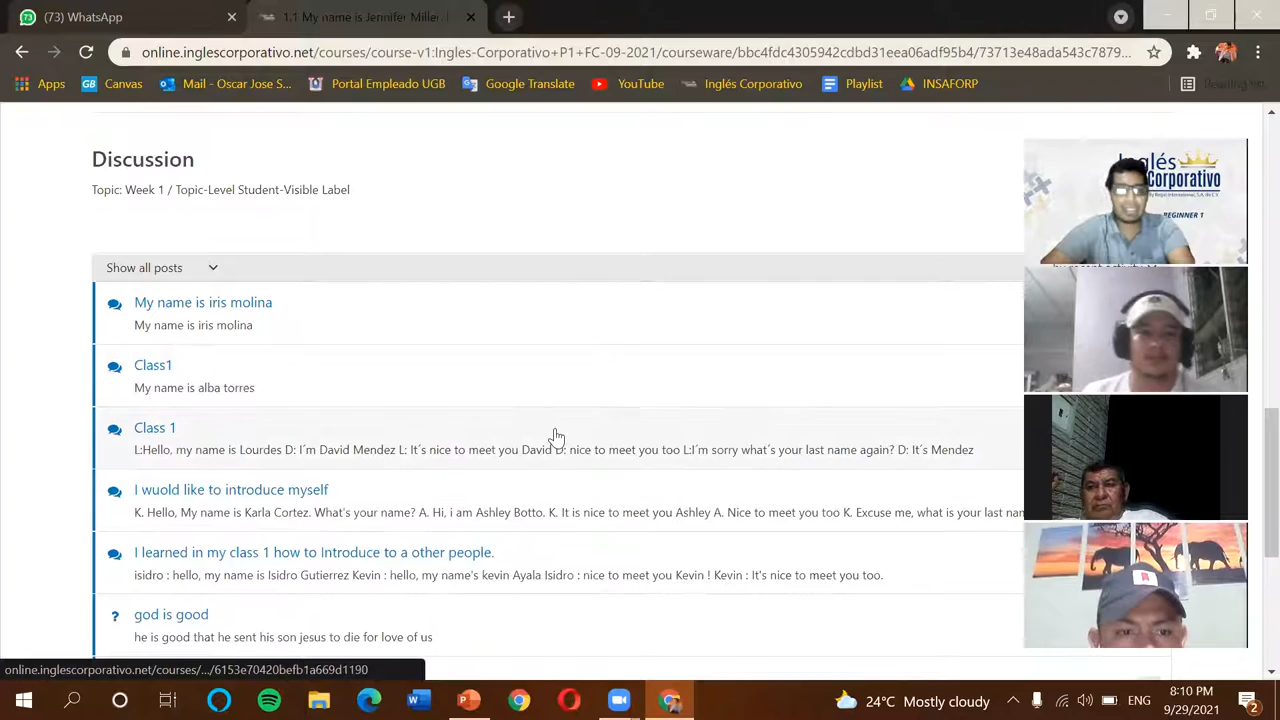 73
(73) WhatsApp
1.1 My name is Jennifer Miller.
online.inglescorporativo.net/courses/course-v1:Ingles-Corporativo+P1+FC-09-2021/courseware/bbc4fdc4305942cdbd31eea06adf95b4/73713e48ada543c7879...
Apps
GB Canvas
Mail - Oscar Jose S...
Portal Empleado UGB
Google Translate
YouTube
Inglés Corporativo
Playlist
INSAFORP
Discussion
Topic: Week 1 / Topic-Level Student-Visible Label
Show all posts
My name is iris molina
My name is iris molina
Class1
My name is alba torres
Class 1
L:Hello, my name is Lourdes D: I´m David Mendez L: It´s nice to meet you David D: nice to meet you too L:I´m sorry what´s your last name again? D: It´s Mendez
I wuold like to introduce myself
K. Hello, My name is Karla Cortez. What's your name? A. Hi, i am Ashley Botto. K. It is nice to meet you Ashley A. Nice to meet you too K. Excuse me, what is your last
I learned in my class 1 how to Introduce to a other people.
isidro : hello, my name is Isidro Gutierrez Kevin : hello, my name's kevin Ayala Isidro : nice to meet you Kevin ! Kevin : It's nice to meet you too.
? god is good
he is good that he sent his son jesus to die for love of us
Inglés
Corporativo
BEGINNER 1
online.inglescorporativo.net/courses/.../6153e70420befb1a669d1190
24°C Mostly cloudy
ENG
8:10 PM
9/29/2021
2